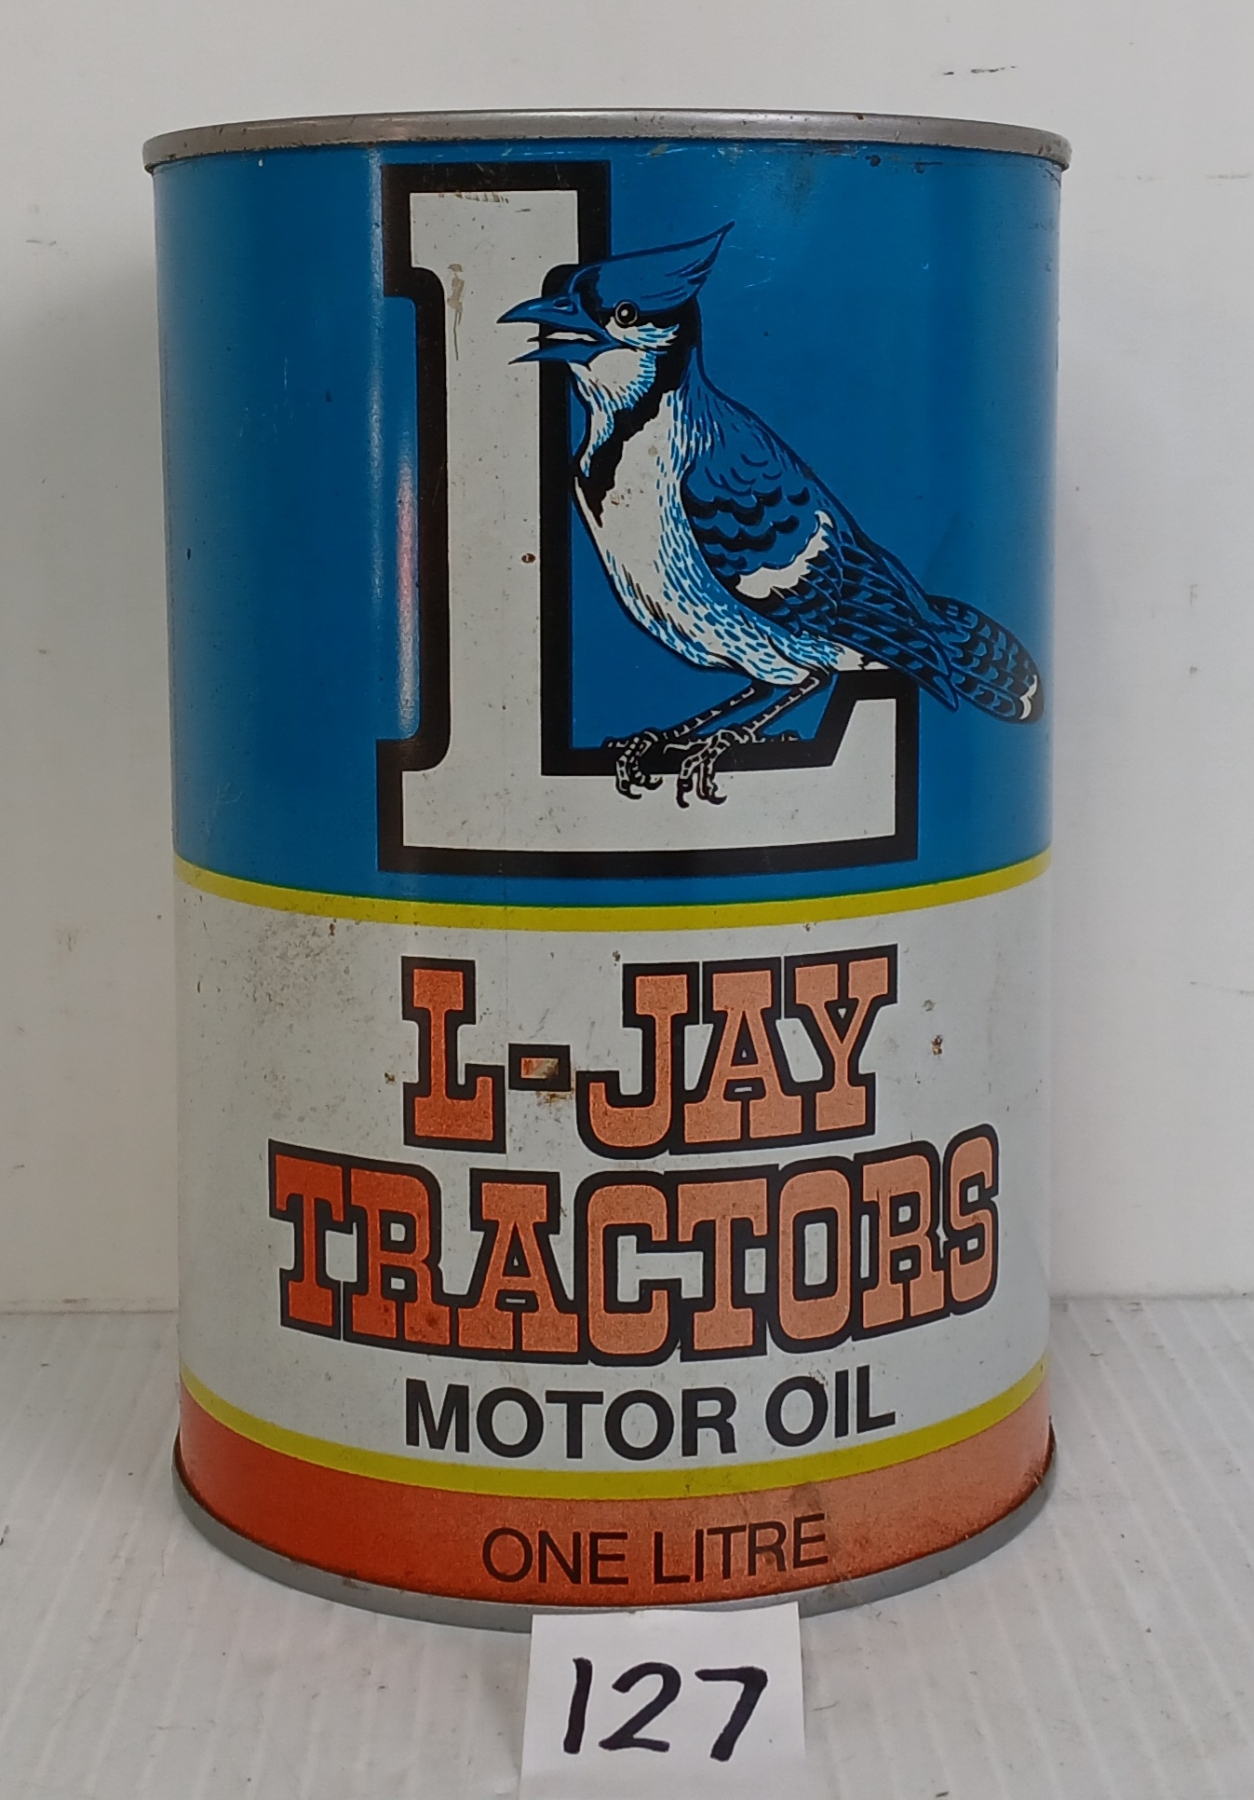 L
L-JAY
TRACTORS
MOTOR OIL
ONE LITRE
127